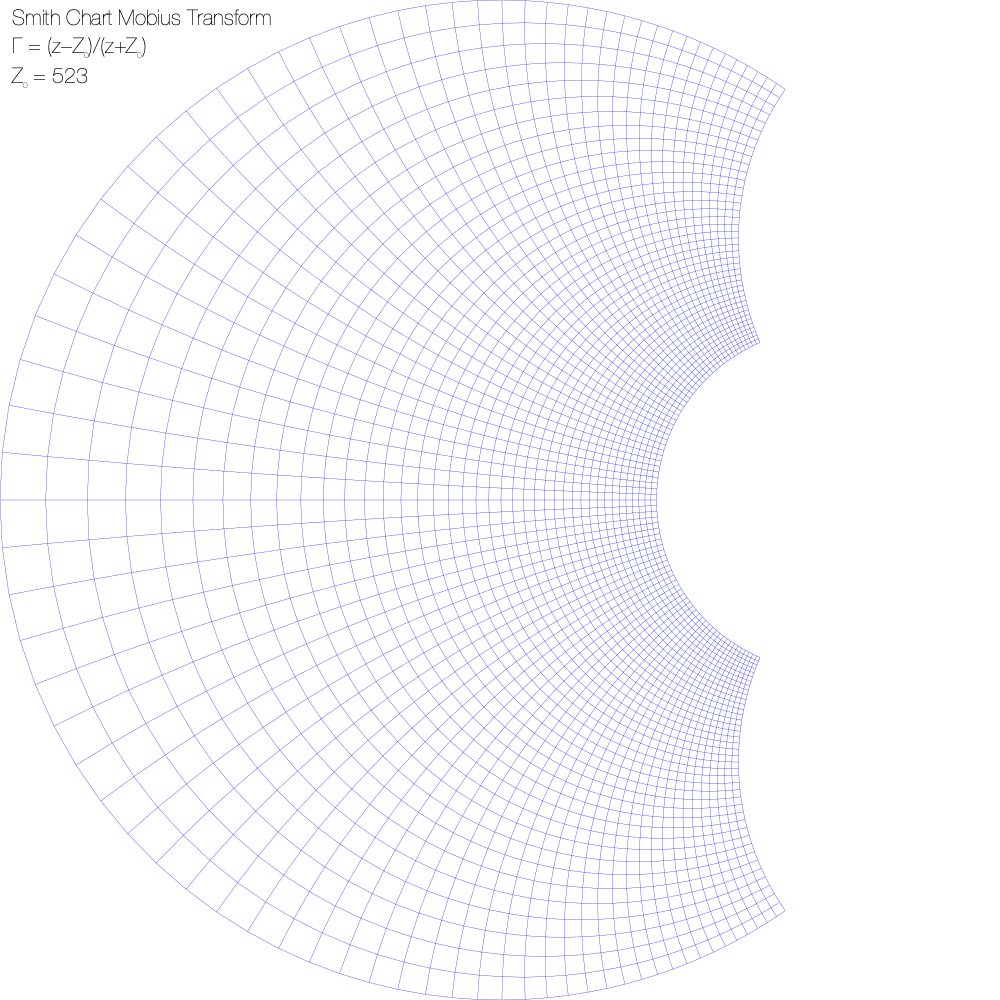 Smith Chart Mobius Transform
Γ = (z−Z₀)/(z+Z₀)
Z₀ = 523